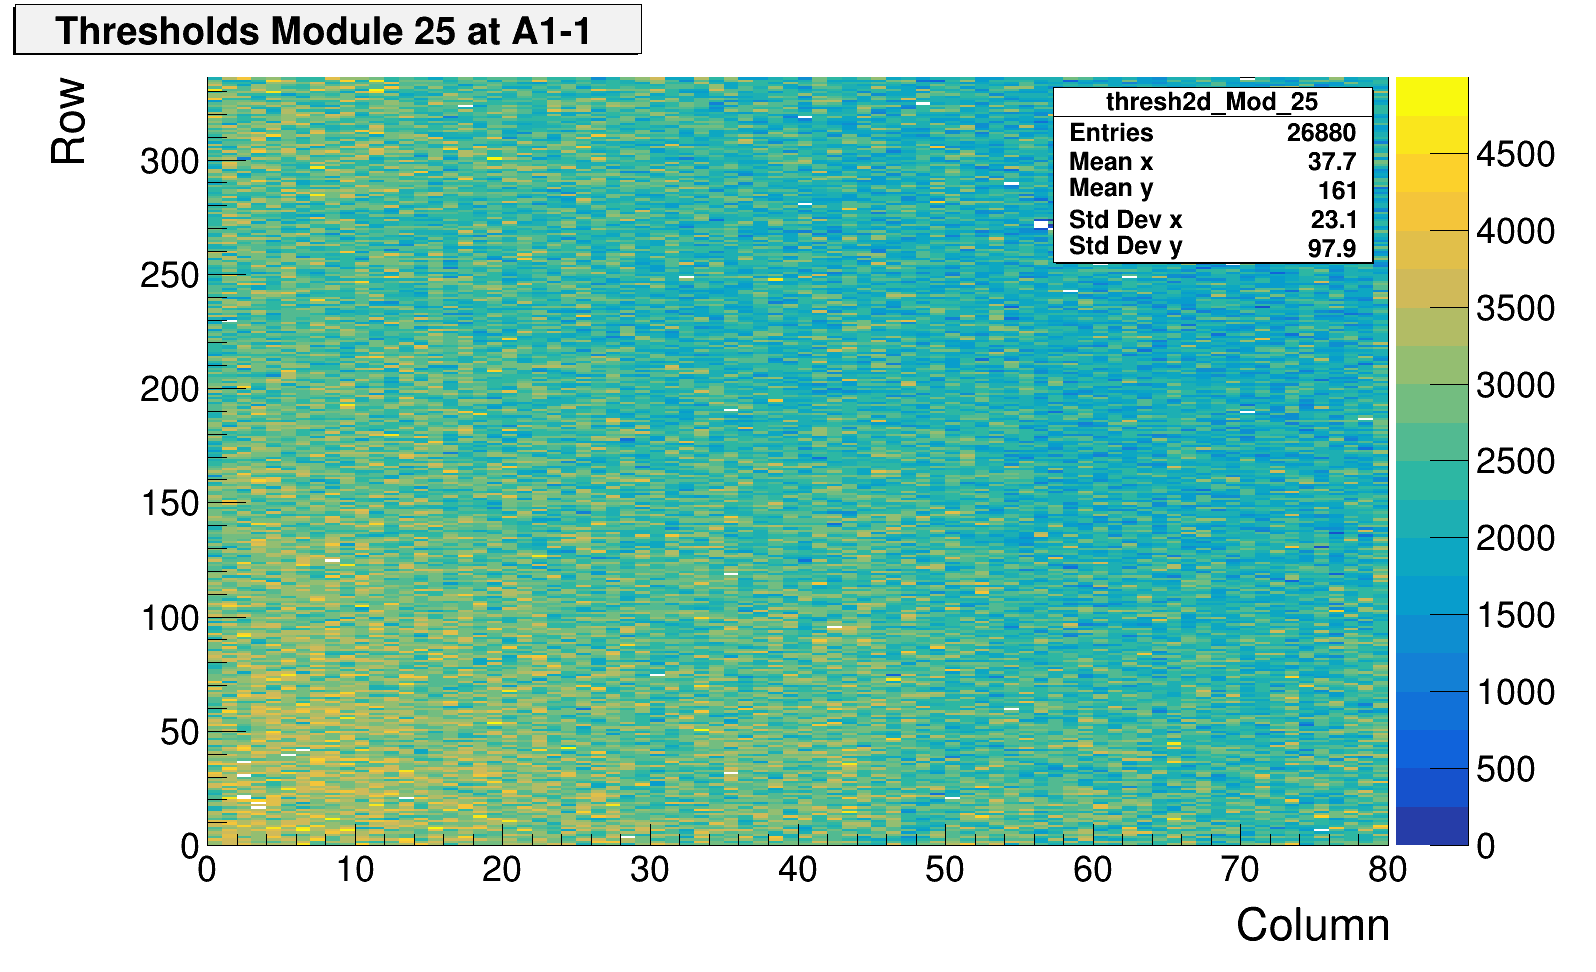 Thresholds Module 25 at A1-1
Row
thresh2d_Mod_25
Entries 26880
Mean x 37.7
Mean y 161
Std Dev x 23.1
Std Dev y 97.9
300
250
200
150
100
50
0
0 10 20 30 40 50 60 70 80
Column
4500
4000
3500
3000
2500
2000
1500
1000
500
0